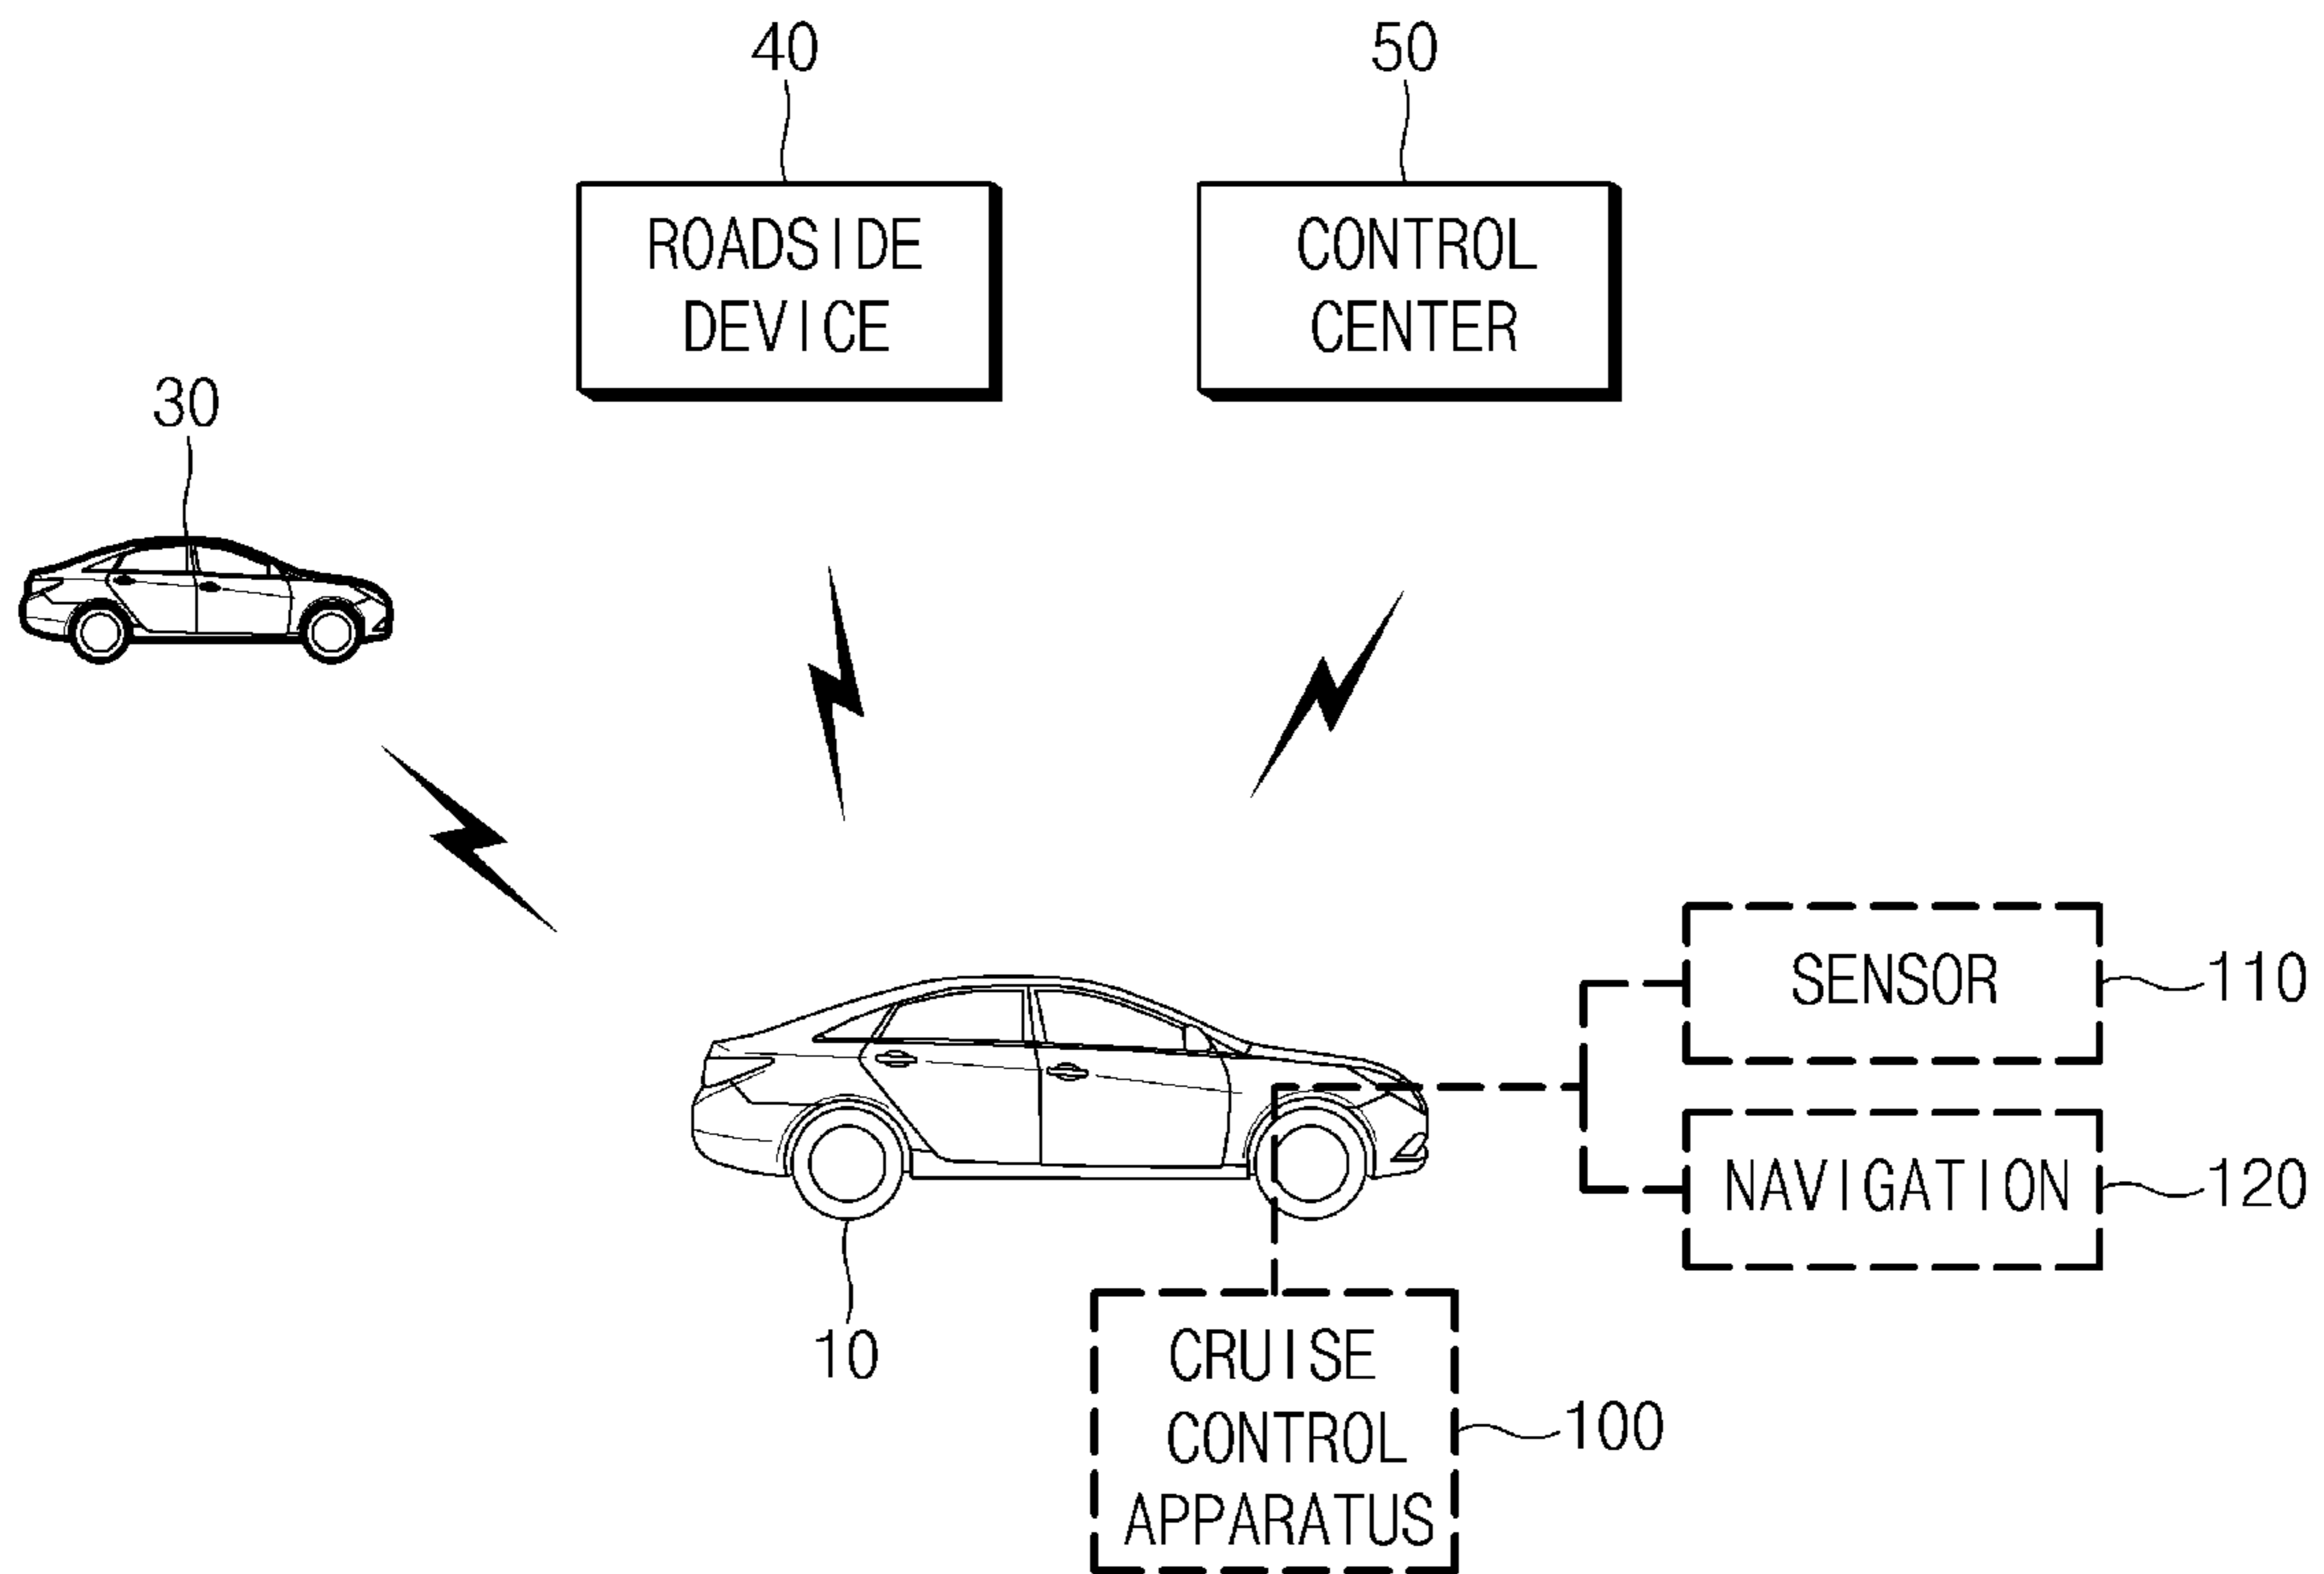 40
50
ROADSIDE
DEVICE
CONTROL
CENTER
30
SENSOR
110
NAVIGATION
120
10
CRUISE
CONTROL
APPARATUS
100